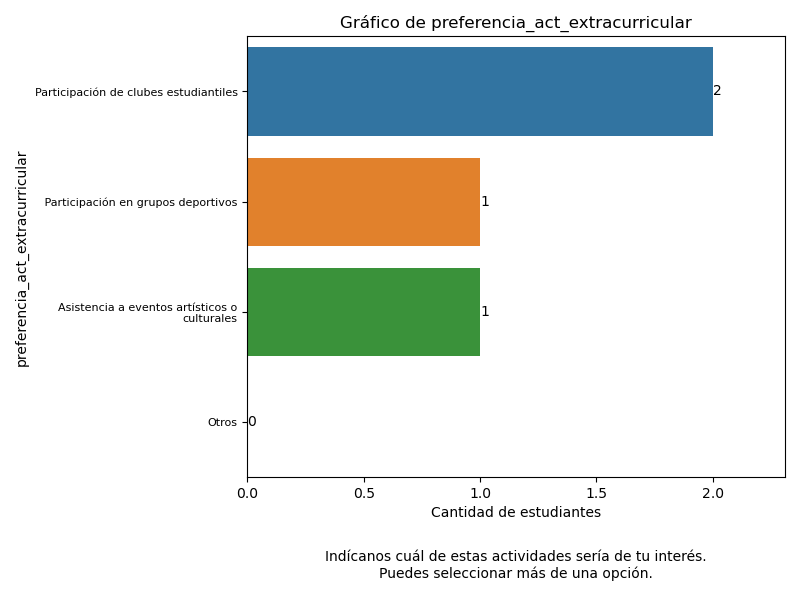 Gráfico de preferencia_act_extracurricular
preferencia_act_extracurricular
Participación de clubes estudiantiles
2
Participación en grupos deportivos
1
Asistencia a eventos artísticos o
culturales
1
Otros
0
0.0 0.5 1.0 1.5 2.0
Cantidad de estudiantes
Indícanos cuál de estas actividades sería de tu interés.
Puedes seleccionar más de una opción.